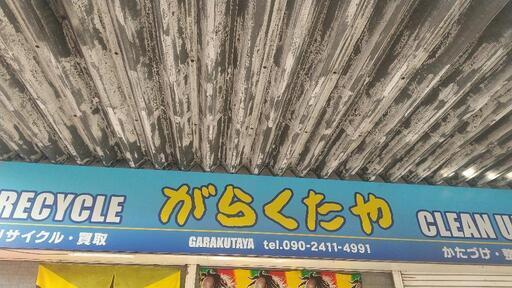 RECYCLE がらくたや CLEAN U
リサイクル・買取 GARAKUTAYA tel.090-2411-4991 かたづけ・